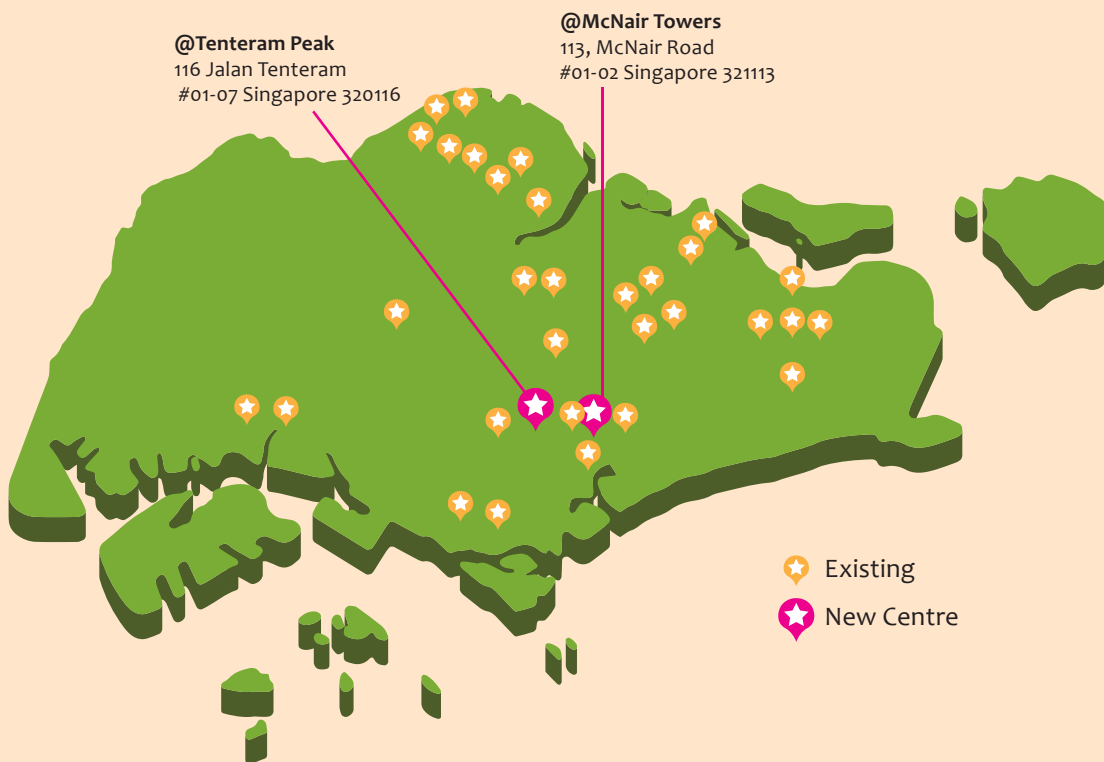 @Tenteram Peak
116 Jalan Tenteram
#01-07 Singapore 320116
@McNair Towers
113, McNair Road
#01-02 Singapore 321113
Existing
New Centre